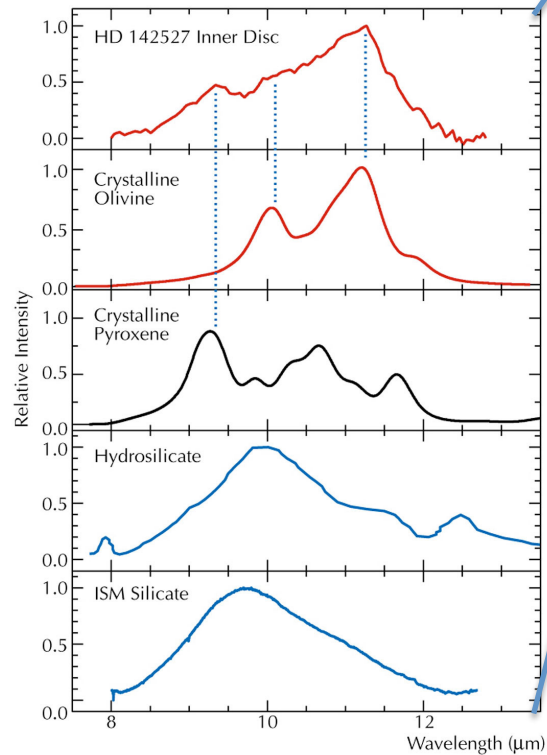 HD 142527 Inner Disc
1.0
0.5
0.0
Crystalline
Olivine
1.0
0.5
0.0
Crystalline
Pyroxene
1.0
0.5
0.0
Hydrosilicate
1.0
0.5
0.0
ISM Silicate
1.0
0.5
0.0
Relative Intensity
8
10
12
Wavelength (µm)